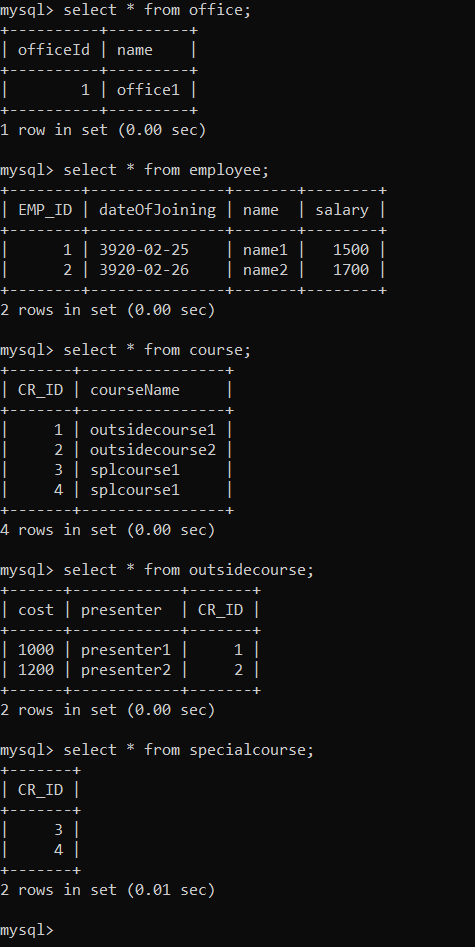 mysql> select * from office;
+----------+---------+
| officeId | name    |
+----------+---------+
|        1 | office1 |
+----------+---------+
1 row in set (0.00 sec)

mysql> select * from employee;
+--------+---------------+-------+--------+
| EMP_ID | dateOfJoining | name  | salary |
+--------+---------------+-------+--------+
|      1 | 3920-02-25    | name1 |   1500 |
|      2 | 3920-02-26    | name2 |   1700 |
+--------+---------------+-------+--------+
2 rows in set (0.00 sec)

mysql> select * from course;
+-------+----------------+
| CR_ID | courseName     |
+-------+----------------+
|     1 | outsidecourse1 |
|     2 | outsidecourse2 |
|     3 | splcourse1     |
|     4 | splcourse1     |
+-------+----------------+
4 rows in set (0.00 sec)

mysql> select * from outsidecourse;
+------+------------+-------+
| cost | presenter  | CR_ID |
+------+------------+-------+
| 1000 | presenter1 |     1 |
| 1200 | presenter2 |     2 |
+------+------------+-------+
2 rows in set (0.00 sec)

mysql> select * from specialcourse;
+-------+
| CR_ID |
+-------+
|     3 |
|     4 |
+-------+
2 rows in set (0.01 sec)

mysql>